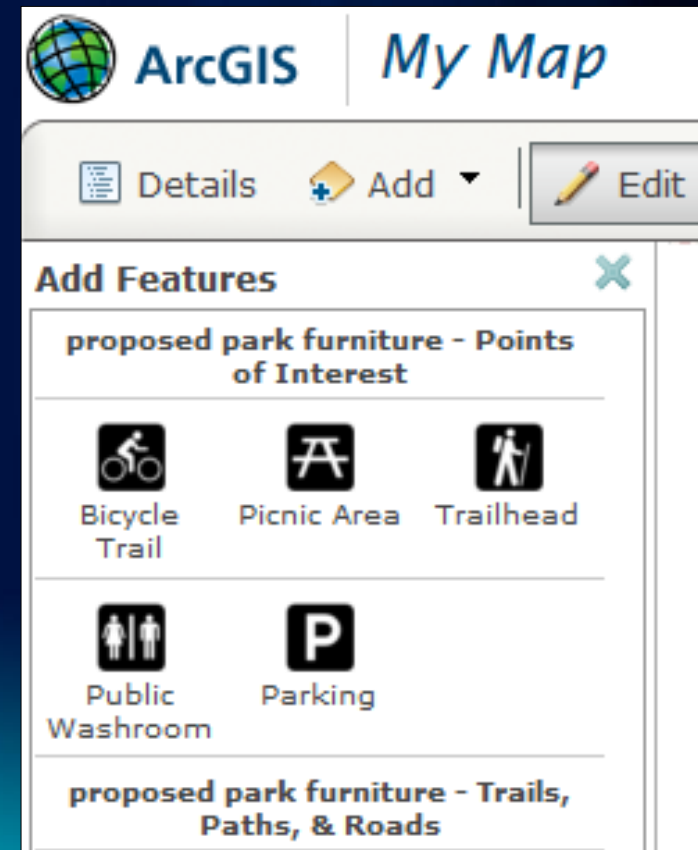 ArcGIS My Map
Details Add Edit
Add Features
proposed park furniture - Points
of Interest
Bicycle Picnic Area Trailhead
Trail
P
Public Parking
Washroom
proposed park furniture - Trails,
Paths, & Roads